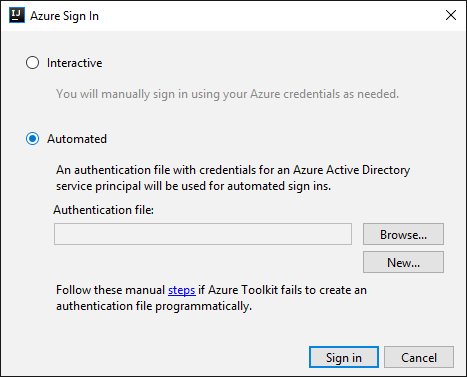 IJ Azure Sign In
Interactive
You will manually sign in using your Azure credentials as needed.
Automated
An authentication file with credentials for an Azure Active Directory
service principal will be used for automated sign ins.
Authentication file:
Browse...
New...
Follow these manual steps if Azure Toolkit fails to create an
authentication file programmatically.
Sign in Cancel